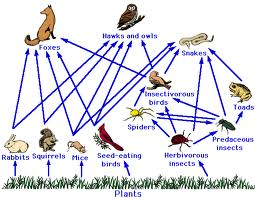 Foxes
Hawks and owls
Snakes
Insectivorous
birds
Toads
Spiders
Predaceous
insects
Rabbits
Squirrels
Mice
Seed-eating
birds
Herbivorous
insects
Plants